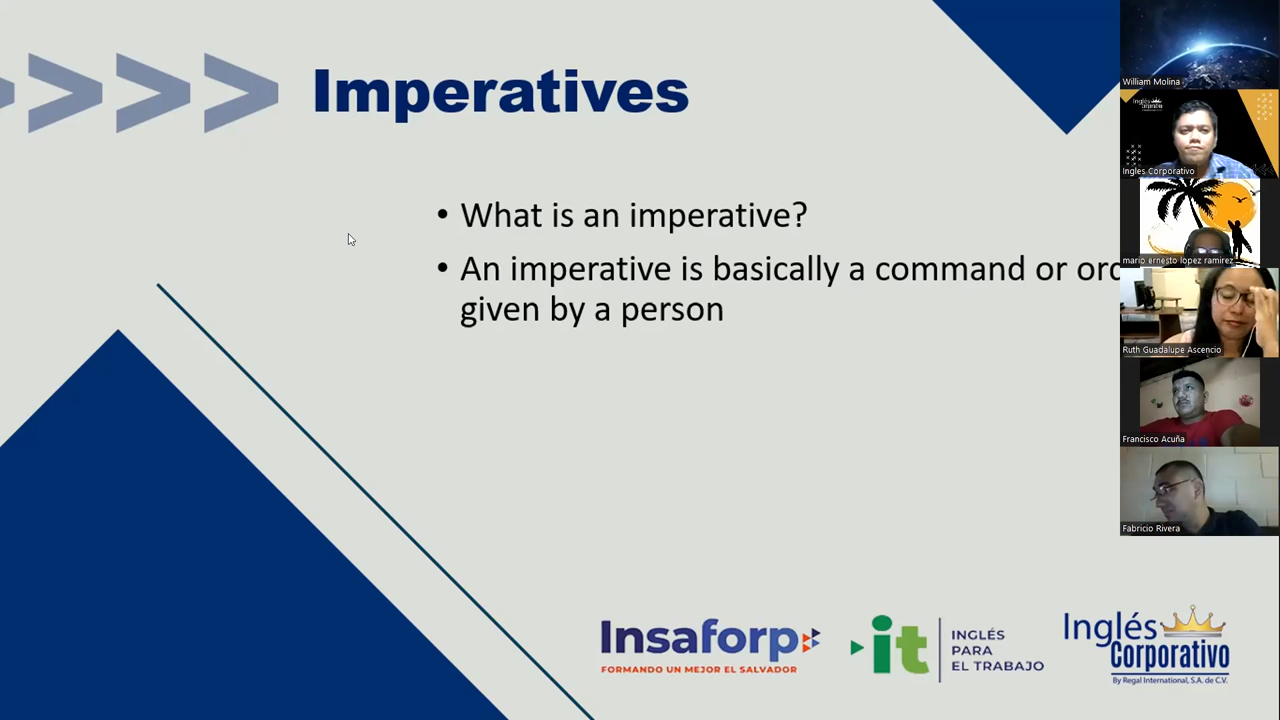 Imperatives
• What is an imperative?
• An imperative is basically a command or ord
given by a person
William Molina
Ingles Corporativo
mario ernesto lopez ramirez
Ruth Guadalupe Ascencio
Francisco Acuña
Fabricio Rivera
Insaforp
FORMANDO UN MEJOR EL SALVADOR
it
INGLÉS
PARA
EL TRABAJO
Inglés
Corporativo
By Regal International, S.A. de C.V.